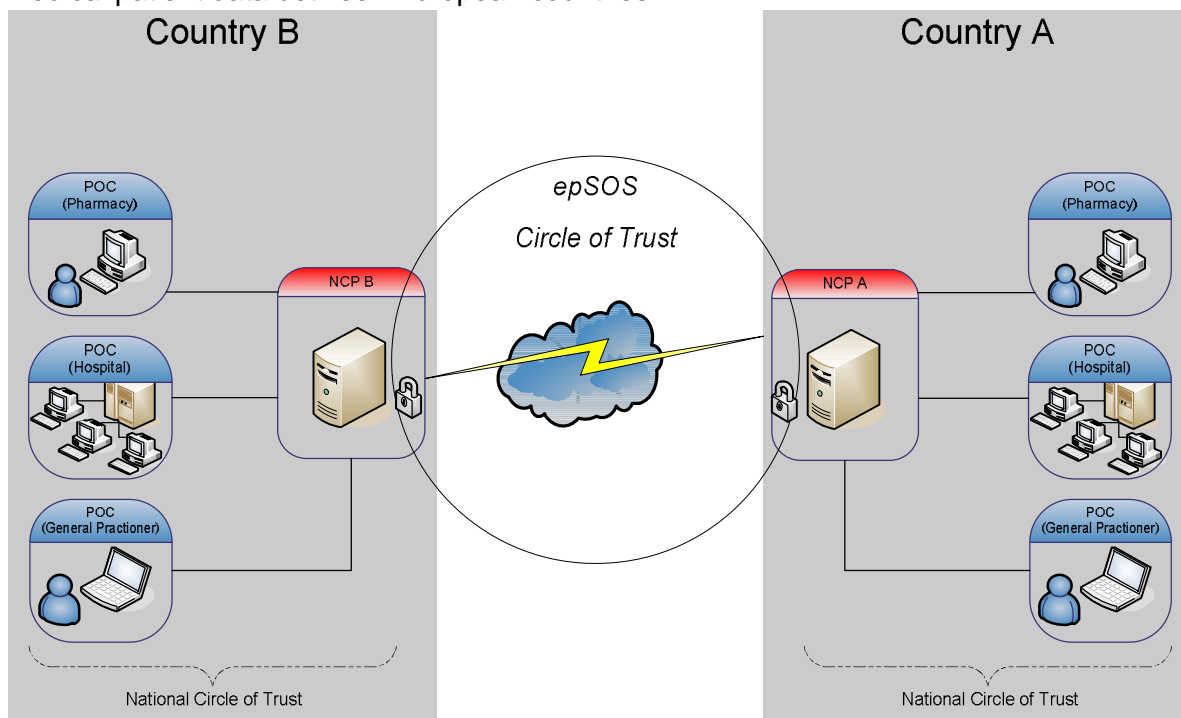 Country B
Country A
epSOS
Circle of Trust
POC
(Pharmacy)
NCP B
POC
(Hospital)
POC
(General Practioner)
National Circle of Trust
NCP A
POC
(Pharmacy)
POC
(Hospital)
POC
(General Practioner)
National Circle of Trust